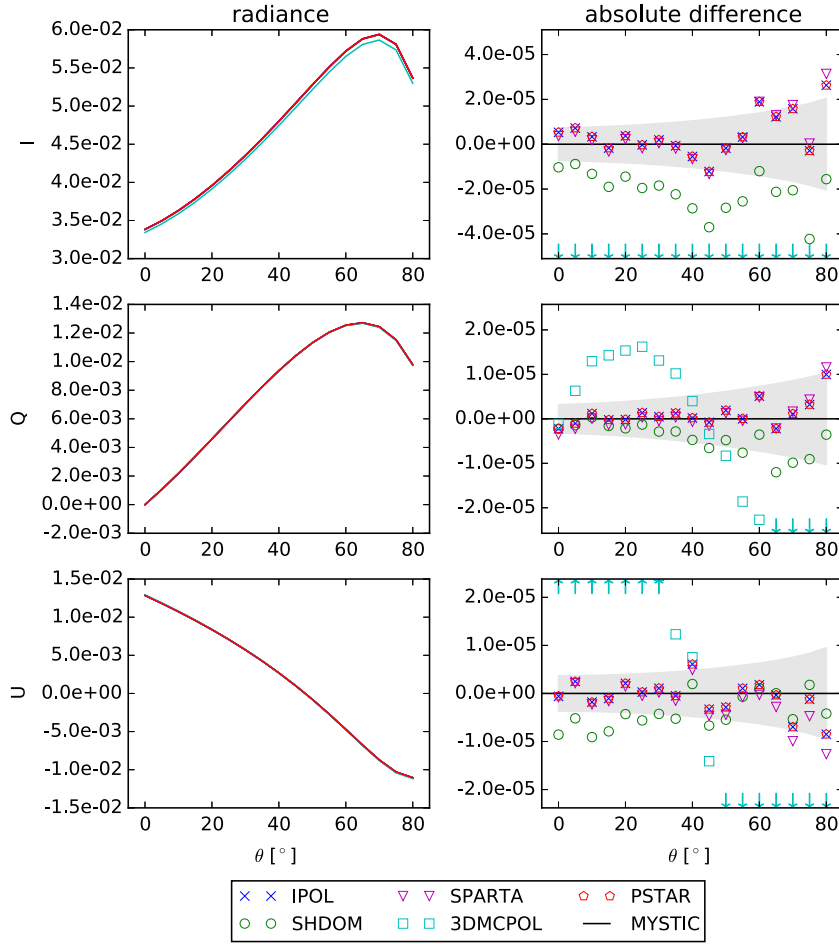 radiance
absolute difference
I
6.0e-02
5.5e-02
5.0e-02
4.5e-02
4.0e-02
3.5e-02
3.0e-02
0 20 40 60 80
4.0e-05
2.0e-05
0.0e+00
-2.0e-05
-4.0e-05
0 20 40 60 80
Q
1.4e-02
1.2e-02
1.0e-02
8.0e-03
6.0e-03
4.0e-03
2.0e-03
0.0e+00
-2.0e-03
0 20 40 60 80
2.0e-05
1.0e-05
0.0e+00
-1.0e-05
-2.0e-05
0 20 40 60 80
U
1.5e-02
1.0e-02
5.0e-03
0.0e+00
-5.0e-03
-1.0e-02
-1.5e-02
0 20 40 60 80
θ [°]
2.0e-05
1.0e-05
0.0e+00
-1.0e-05
-2.0e-05
0 20 40 60 80
θ [°]
IPOL SPARTA PSTAR
SHDOM 3DMCPOL MYSTIC